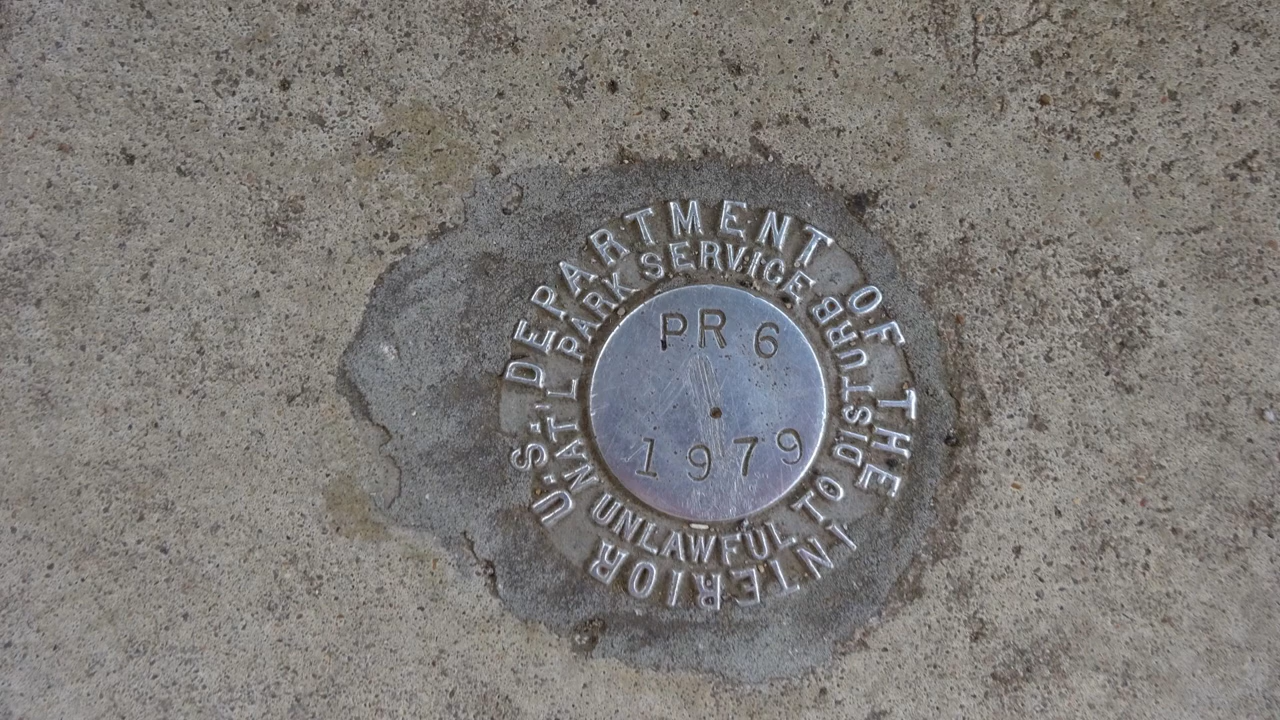 U.S. DEPARTMENT OF THE INTERIOR
NAT'L PARK SERVICE
UNLAWFUL TO DISTURB
PR 6
1979